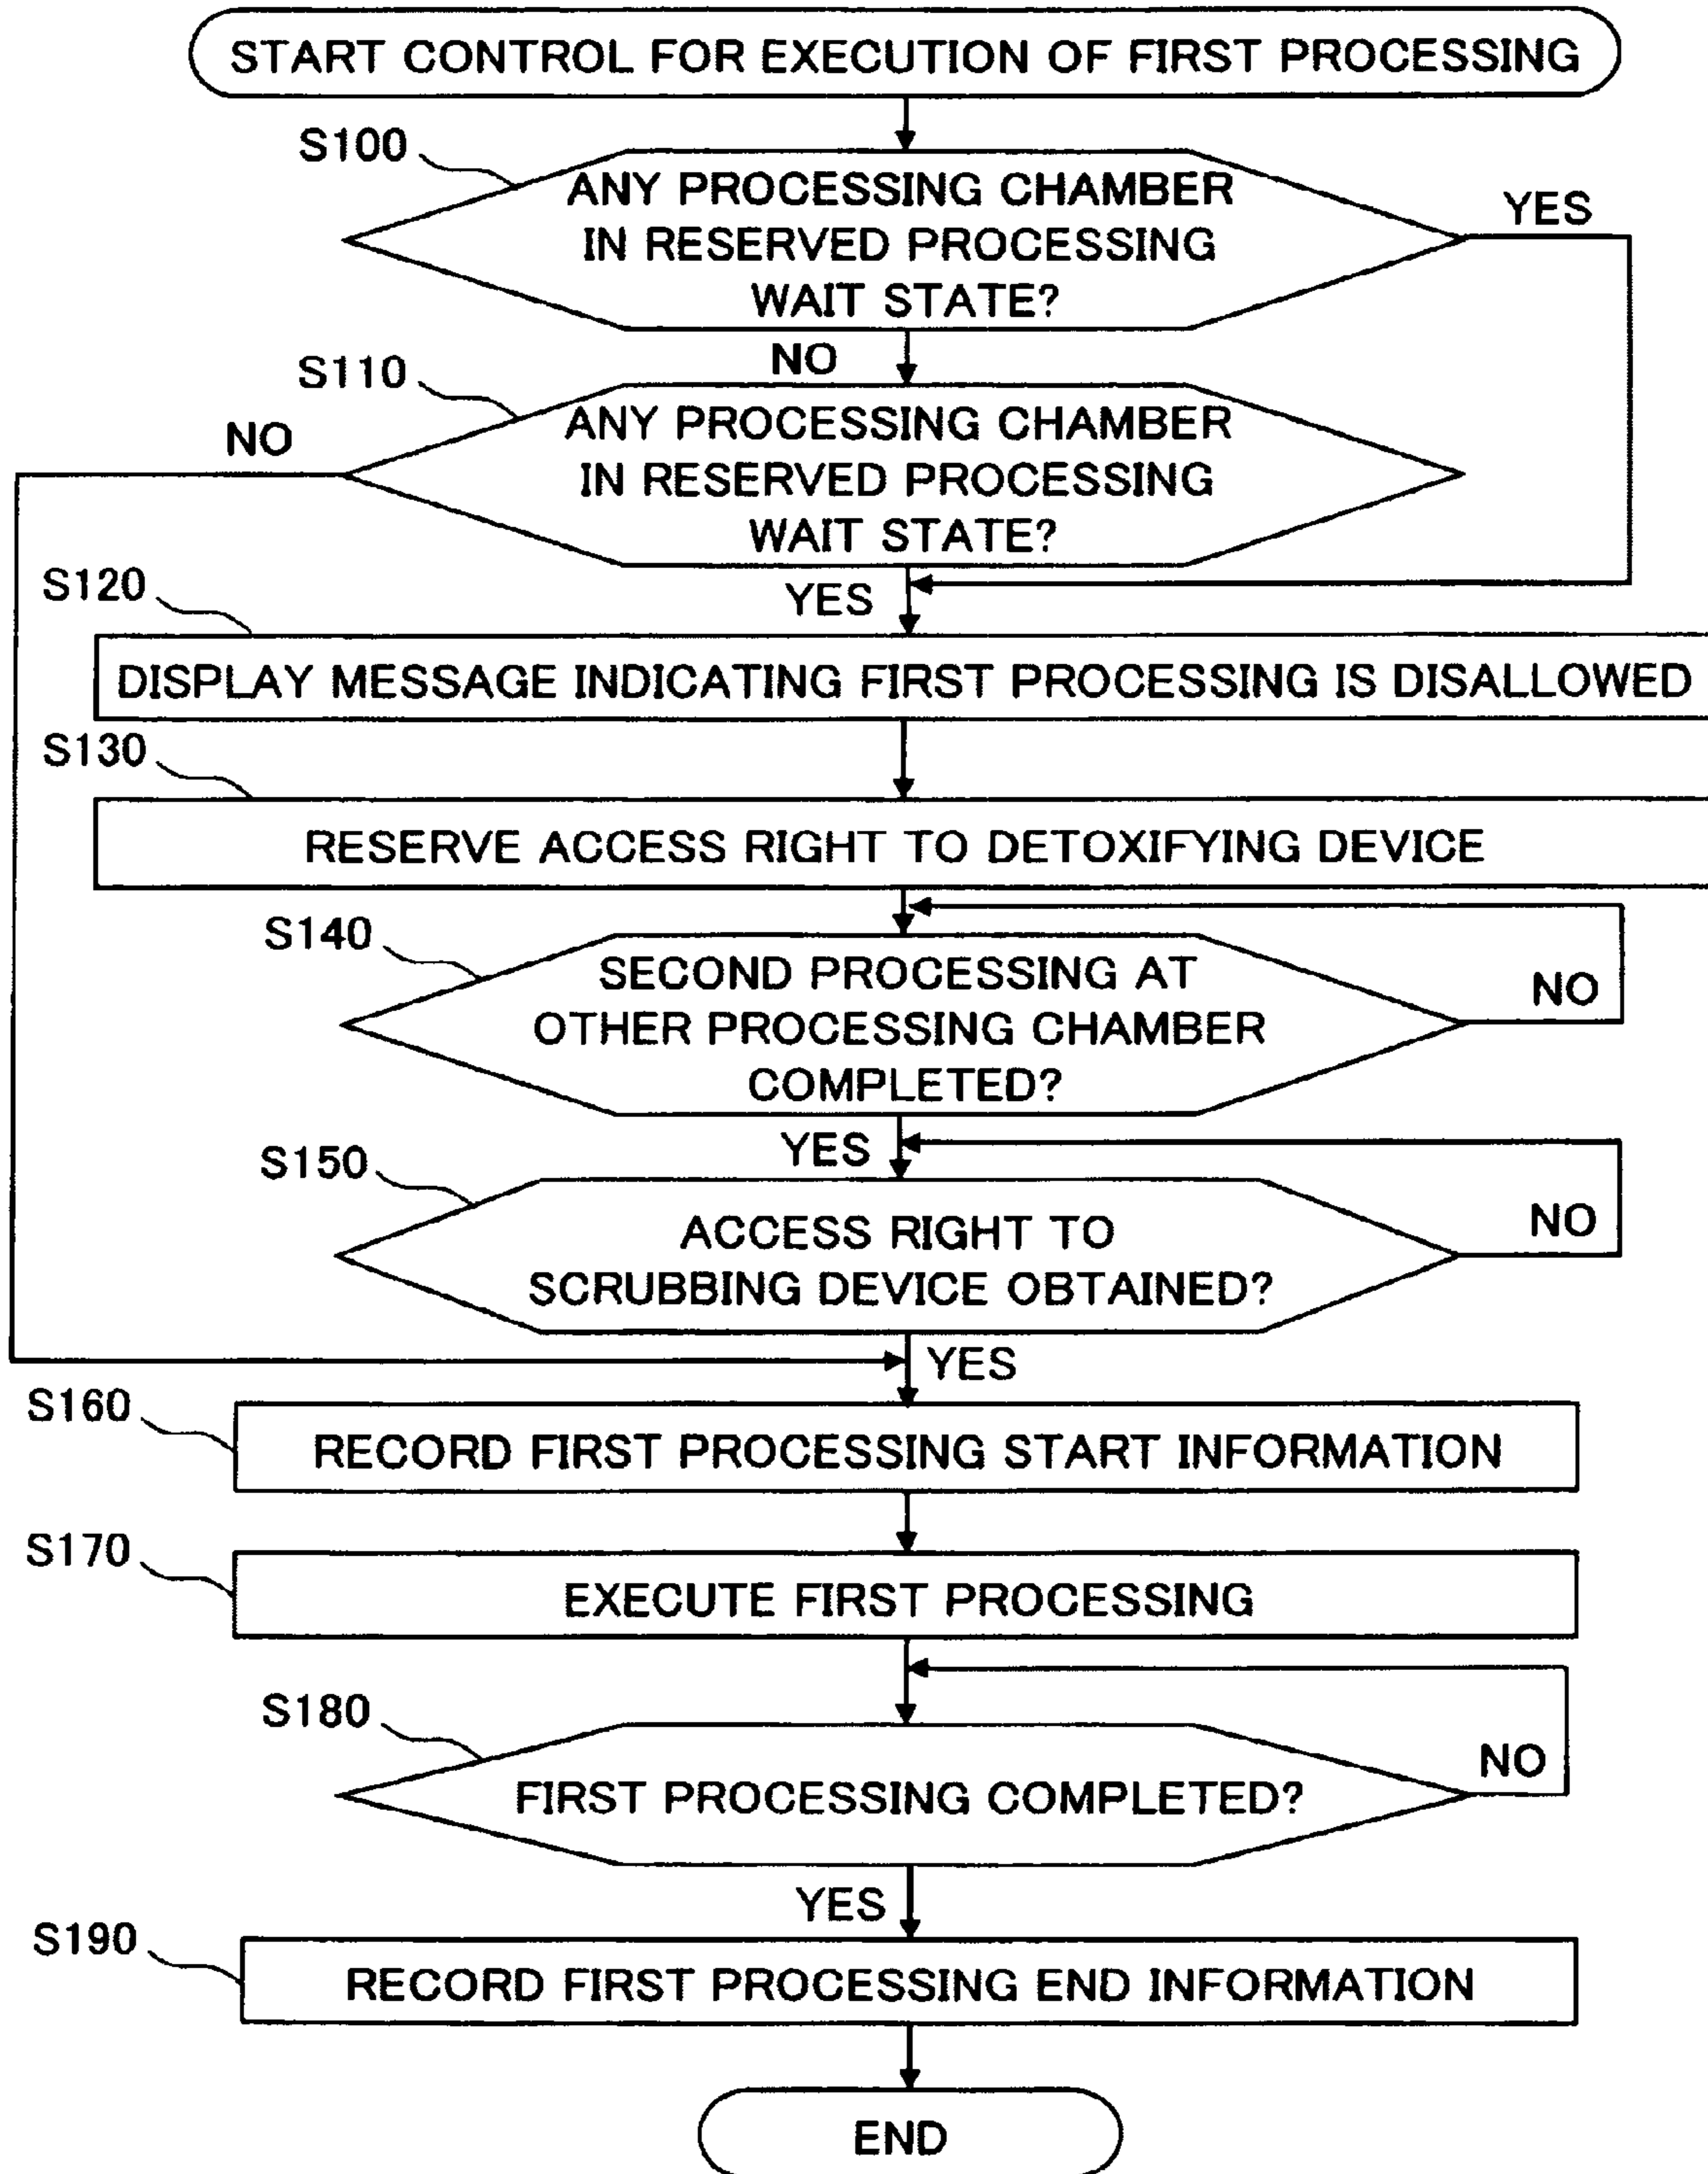 START CONTROL FOR EXECUTION OF FIRST PROCESSING
S100
ANY PROCESSING CHAMBER
IN RESERVED PROCESSING
WAIT STATE?
YES
NO
S110
ANY PROCESSING CHAMBER
IN RESERVED PROCESSING
WAIT STATE?
NO
YES
S120
DISPLAY MESSAGE INDICATING FIRST PROCESSING IS DISALLOWED
S130
RESERVE ACCESS RIGHT TO DETOXIFYING DEVICE
S140
SECOND PROCESSING AT
OTHER PROCESSING CHAMBER
COMPLETED?
NO
YES
S150
ACCESS RIGHT TO
SCRUBBING DEVICE OBTAINED?
NO
YES
S160
RECORD FIRST PROCESSING START INFORMATION
S170
EXECUTE FIRST PROCESSING
S180
FIRST PROCESSING COMPLETED?
NO
YES
S190
RECORD FIRST PROCESSING END INFORMATION
END